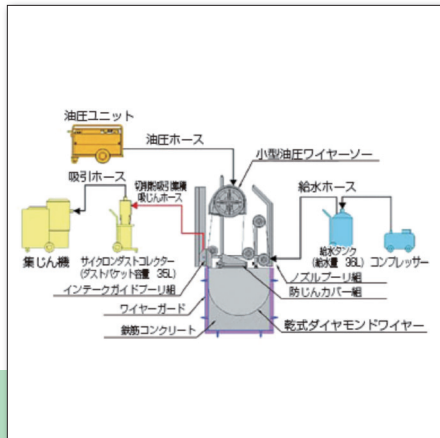 油圧ユニット
油圧ホース
小型油圧ワイヤーソー
吸引ホース
切削粉吸引集積
吸じんホース
給水ホース
集じん機
サイクロンダストコレクター
(ダストバケット容量 35L)
給水タンク
(給水量 36L)
コンプレッサー
インテークガイドプーリ組
ノズルプーリ組
ワイヤーガード
防じんカバー組
鉄筋コンクリート
乾式ダイヤモンドワイヤー